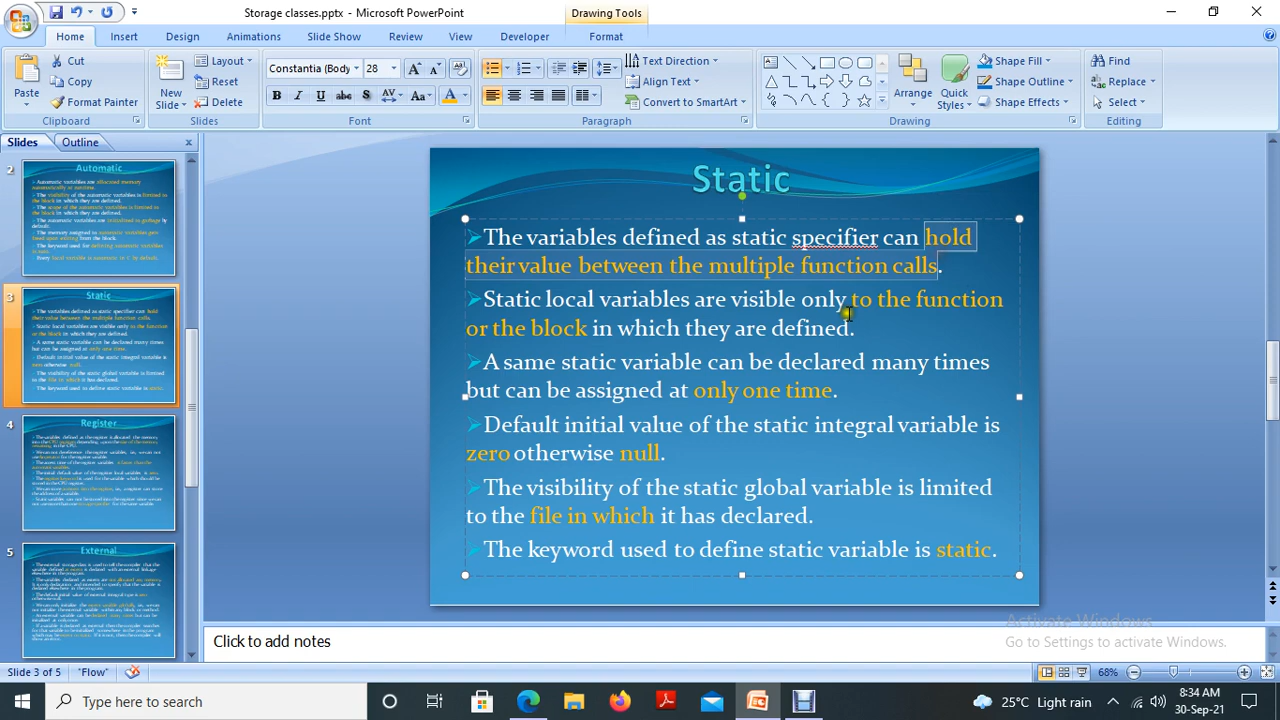 Storage classes.pptx - Microsoft PowerPoint
Drawing Tools
Home Insert Design Animations Slide Show Review View Developer Format
Paste
Cut
Copy
Format Painter
Clipboard
New Slide
Layout
Reset
Delete
Slides
Constantia (Body 28
Font
Text Direction
Align Text
Convert to SmartArt
Paragraph
Arrange
Quick Styles
Shape Fill
Shape Outline
Shape Effects
Drawing
Find
Replace
Select
Editing
Slides Outline
2
Automatic
3
Static
4
Register
5
External
Static
The variables defined as static specifier can hold
their value between the multiple function calls.
Static local variables are visible only to the function
or the block in which they are defined.
A same static variable can be declared many times
but can be assigned at only one time.
Default initial value of the static integral variable is
zero otherwise null.
The visibility of the static global variable is limited
to the file in which it has declared.
The keyword used to define static variable is static.
Click to add notes
Activate Windows
Go to Settings to activate Windows.
Slide 3 of 5 "Flow" 68%
Type here to search
25°C Light rain
8:34 AM
30-Sep-21